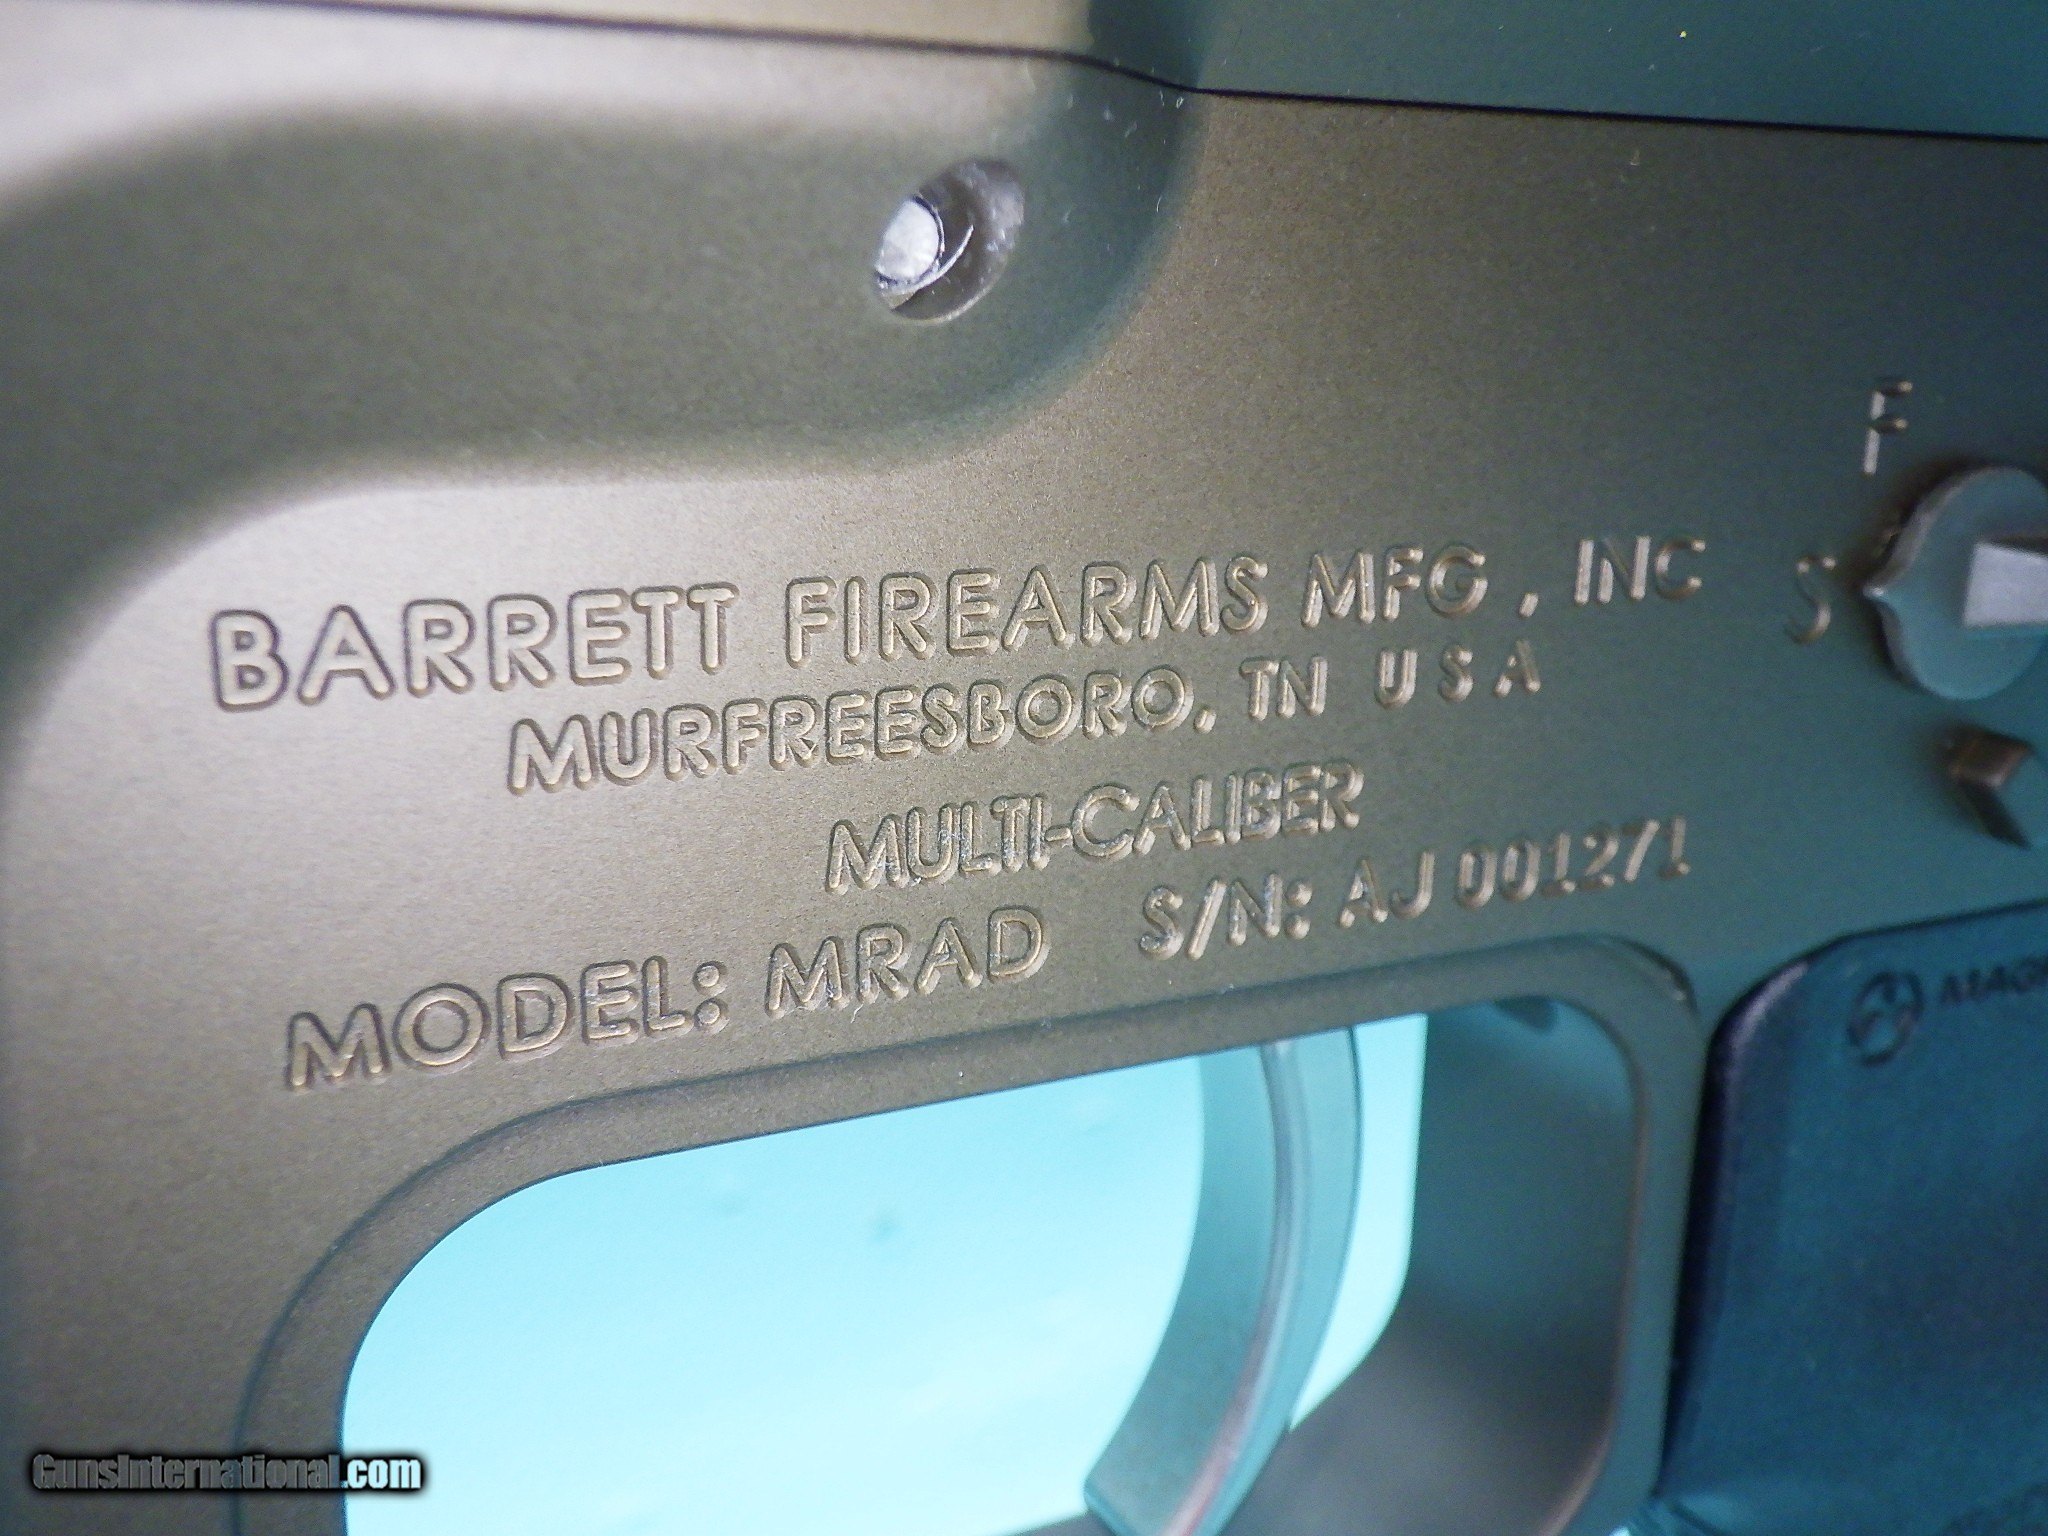 F
S
BARRETT FIREARMS MFG, INC
MURFREESBORO, TN USA
MULTI-CALIBER
MODEL: MRAD S/N: AJ 001271
GunsInternational.com